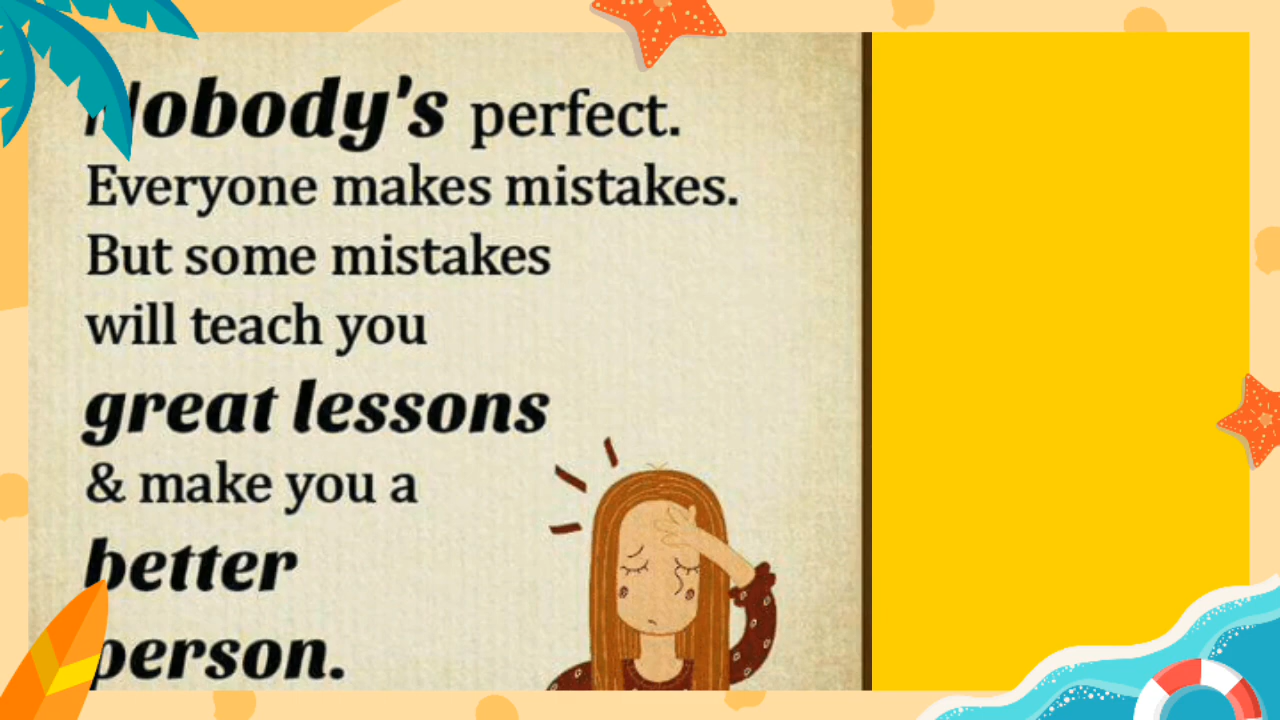 Nobody's perfect.
Everyone makes mistakes.
But some mistakes
will teach you
great lessons
& make you a
better
person.